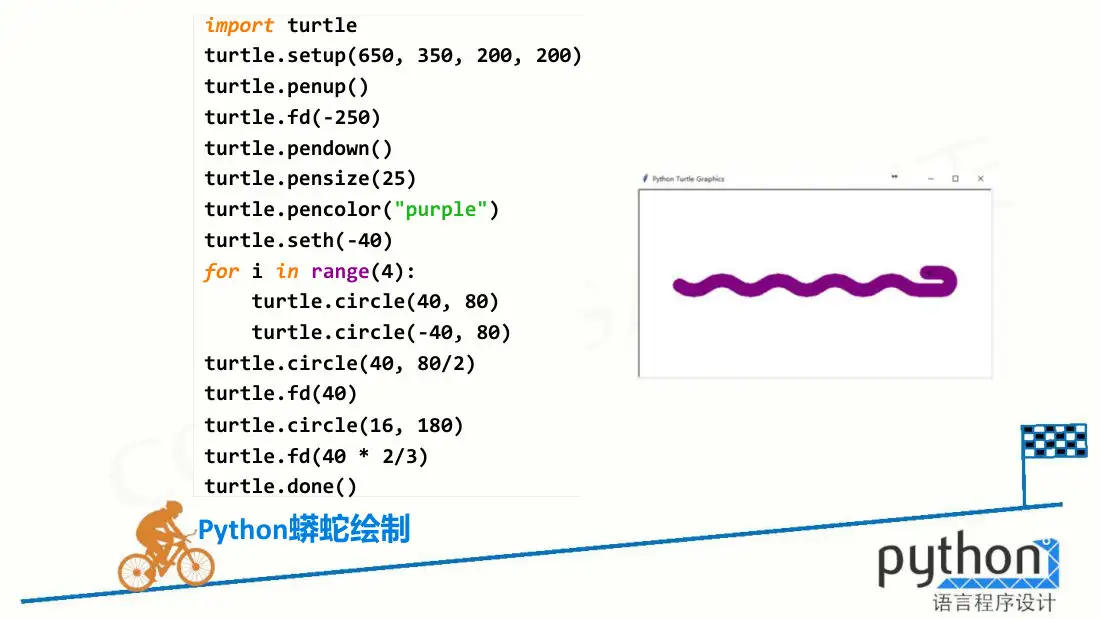 import turtle
turtle.setup(650, 350, 200, 200)
turtle.penup()
turtle.fd(-250)
turtle.pendown()
turtle.pensize(25)
turtle.pencolor("purple")
turtle.seth(-40)
for i in range(4):
    turtle.circle(40, 80)
    turtle.circle(-40, 80)
turtle.circle(40, 80/2)
turtle.fd(40)
turtle.circle(16, 180)
turtle.fd(40 * 2/3)
turtle.done()
Python Turtle Graphics
Python蟒蛇绘制
python
语言程序设计